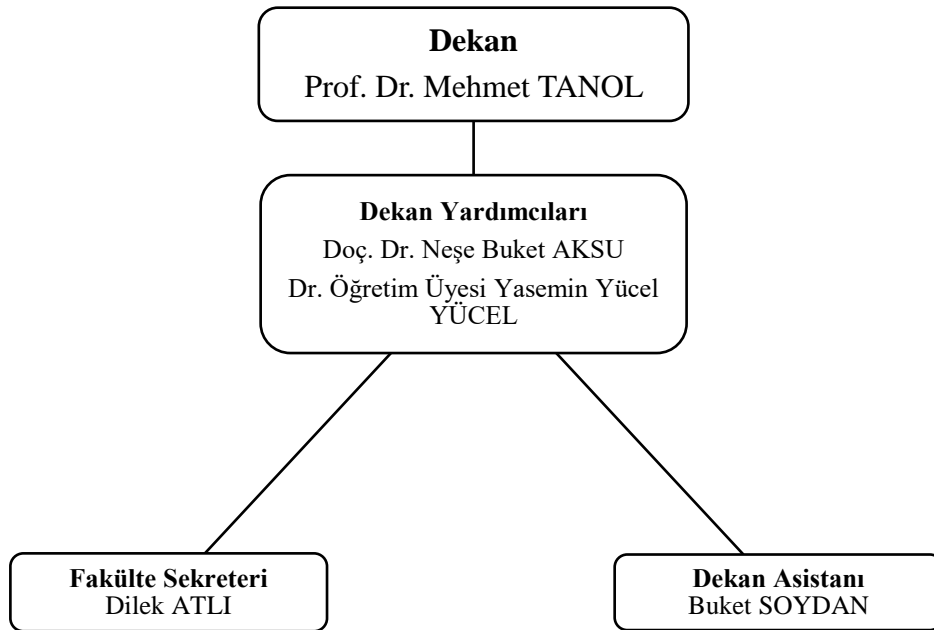 Dekan
Prof. Dr. Mehmet TANOL
Dekan Yardımcıları
Doç. Dr. Neşe Buket AKSU
Dr. Öğretim Üyesi Yasemin Yücel
YÜCEL
Fakülte Sekreteri
Dilek ATLI
Dekan Asistanı
Buket SOYDAN